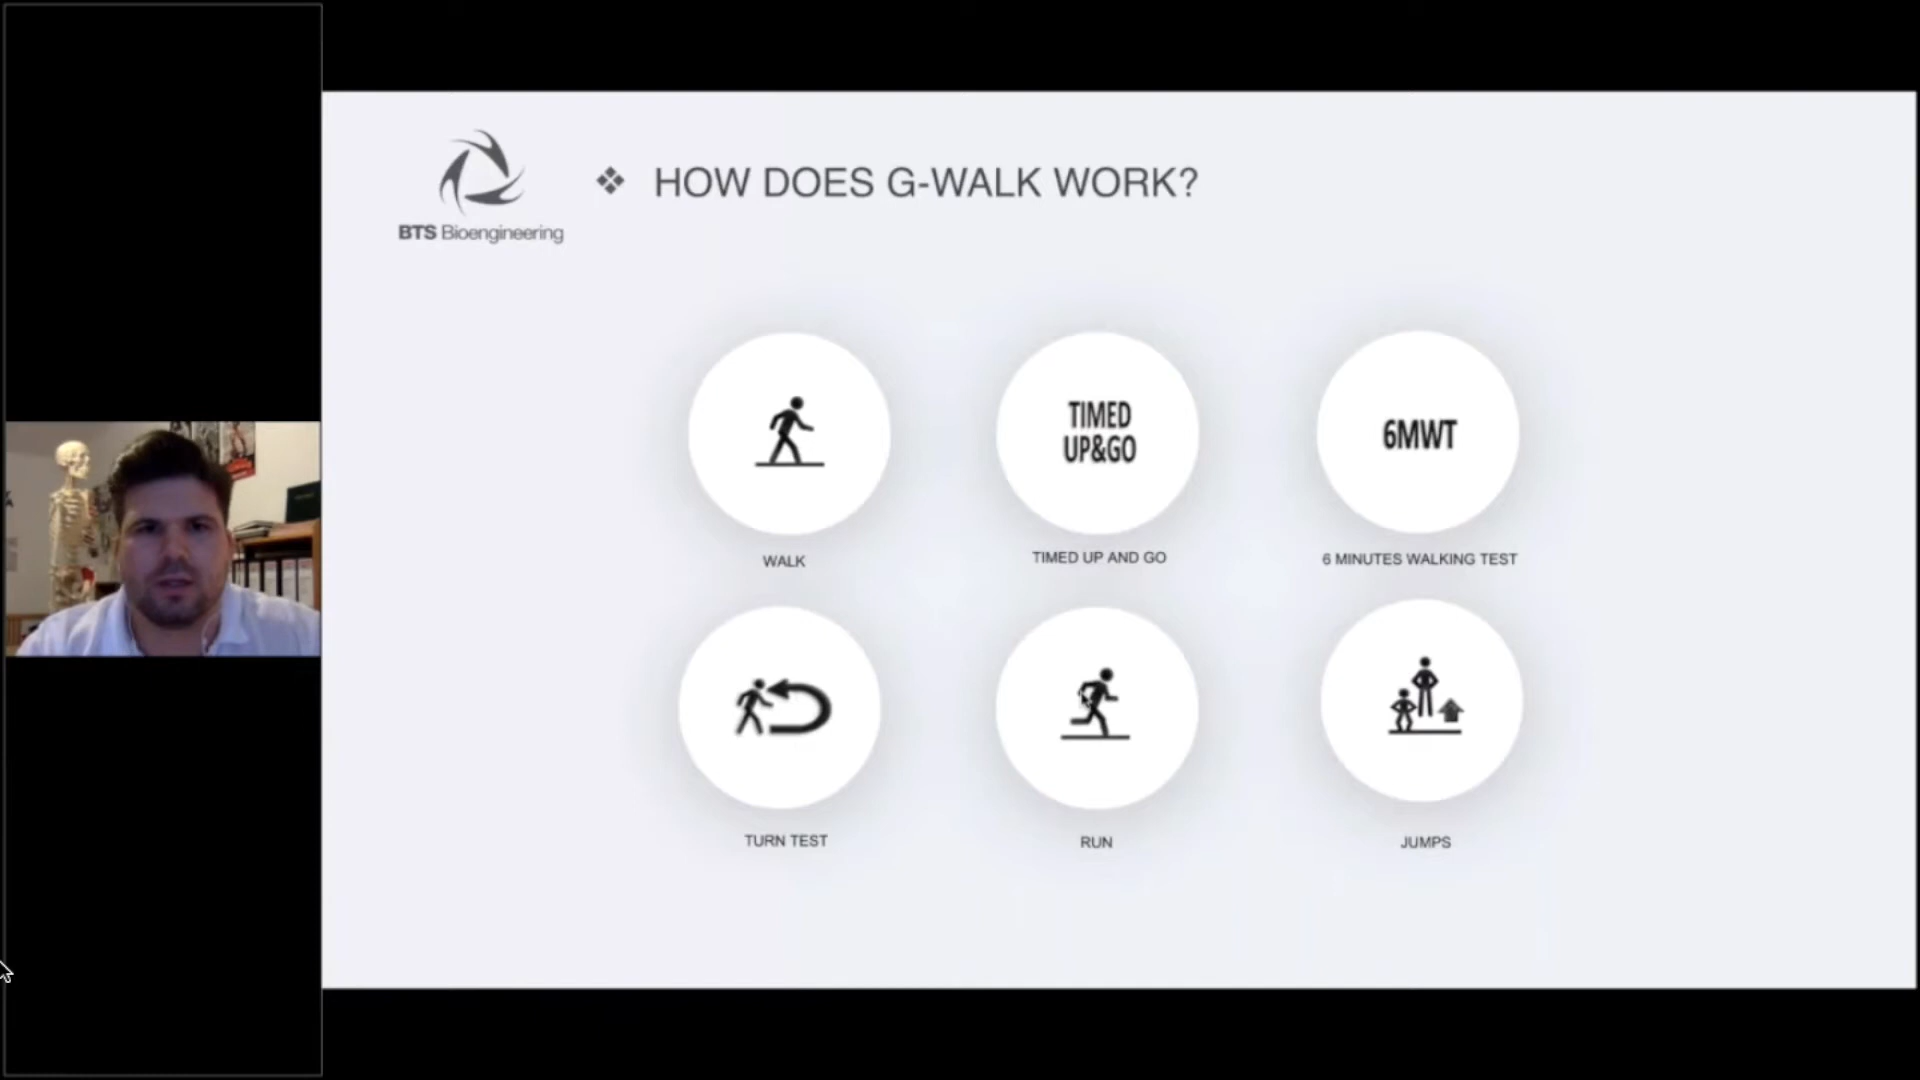 ❖ HOW DOES G-WALK WORK?
BTS Bioengineering
TIMED
UP&GO
6MWT
WALK
TIMED UP AND GO
6 MINUTES WALKING TEST
TURN TEST
RUN
JUMPS